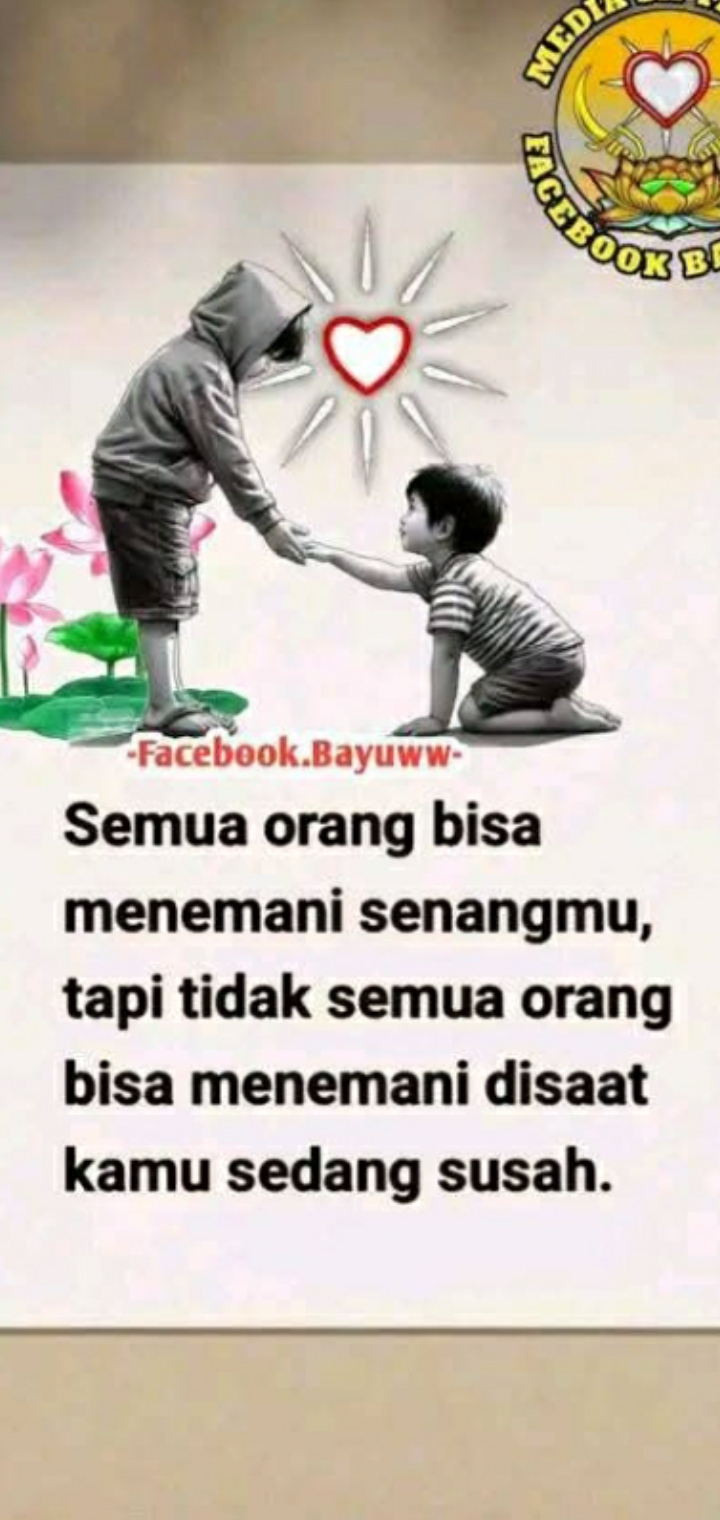 MEDIA
FACEBOOK
-Facebook.Bayuww-
Semua orang bisa
menemani senangmu,
tapi tidak semua orang
bisa menemani disaat
kamu sedang susah.